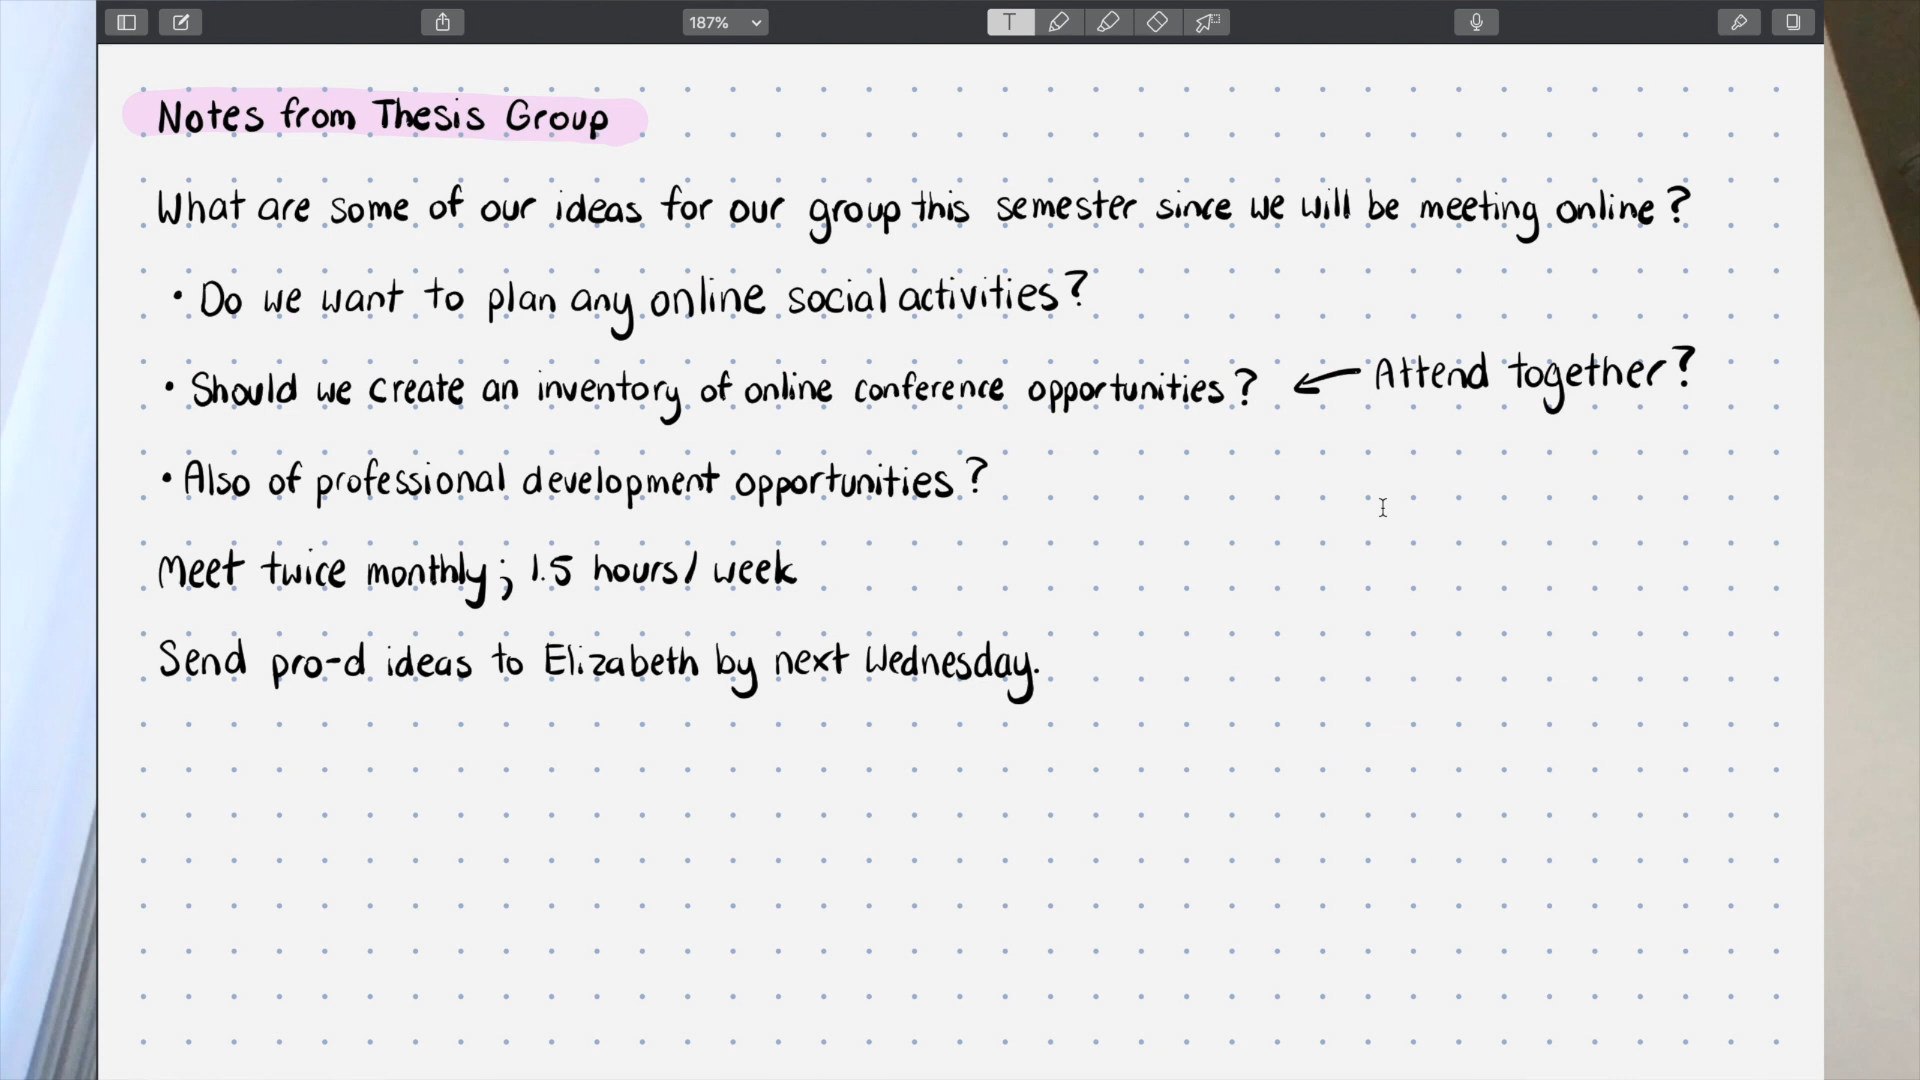 187%
T
Notes from Thesis Group
What are some of our ideas for our group this semester since we will be meeting online?
• Do we want to plan any online social activities?
• Should we create an inventory of online conference opportunities? ← Attend together?
• Also of professional development opportunities?
Meet twice monthly; 1.5 hours/week
Send pro-d ideas to Elizabeth by next Wednesday.